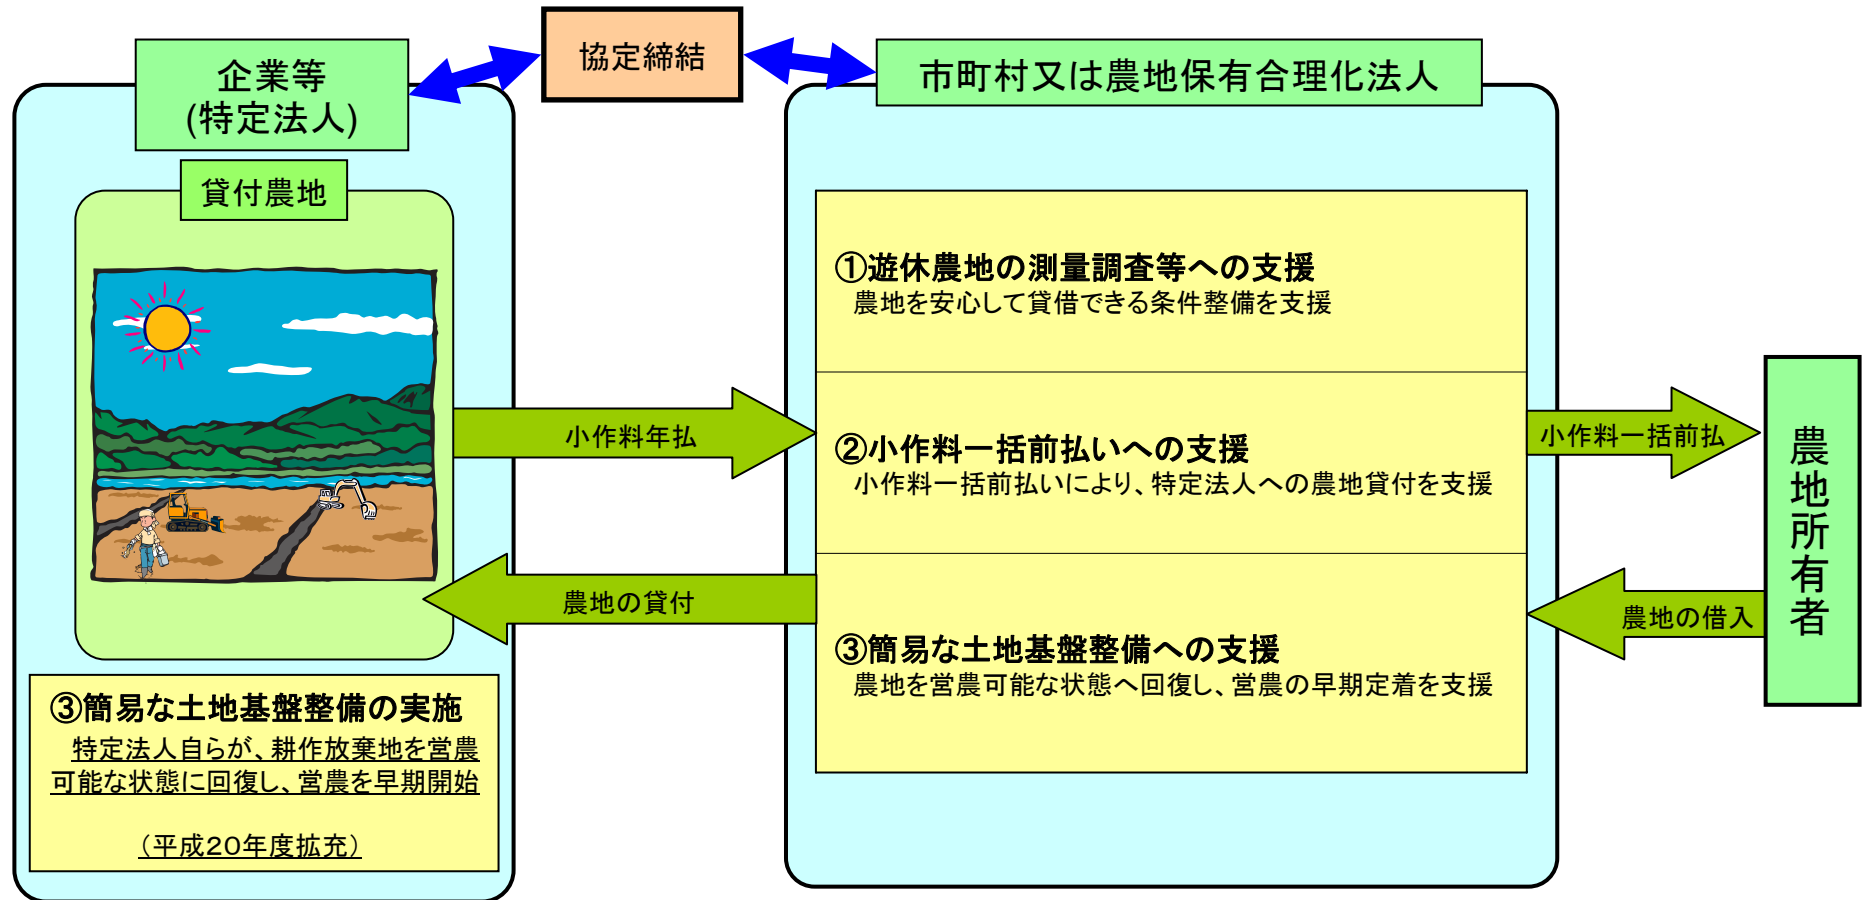 協定締結
企業等
(特定法人)
市町村又は農地保有合理化法人
貸付農地
①遊休農地の測量調査等への支援
農地を安心して貸借できる条件整備を支援
小作料年払
②小作料一括前払いへの支援
小作料一括前払いにより、特定法人への農地貸付を支援
小作料一括前払
農地所有者
農地の貸付
農地の借入
③簡易な土地基盤整備への支援
農地を営農可能な状態へ回復し、営農の早期定着を支援
③簡易な土地基盤整備の実施
特定法人自らが、耕作放棄地を営農
可能な状態に回復し、営農を早期開始
（平成２０年度拡充）